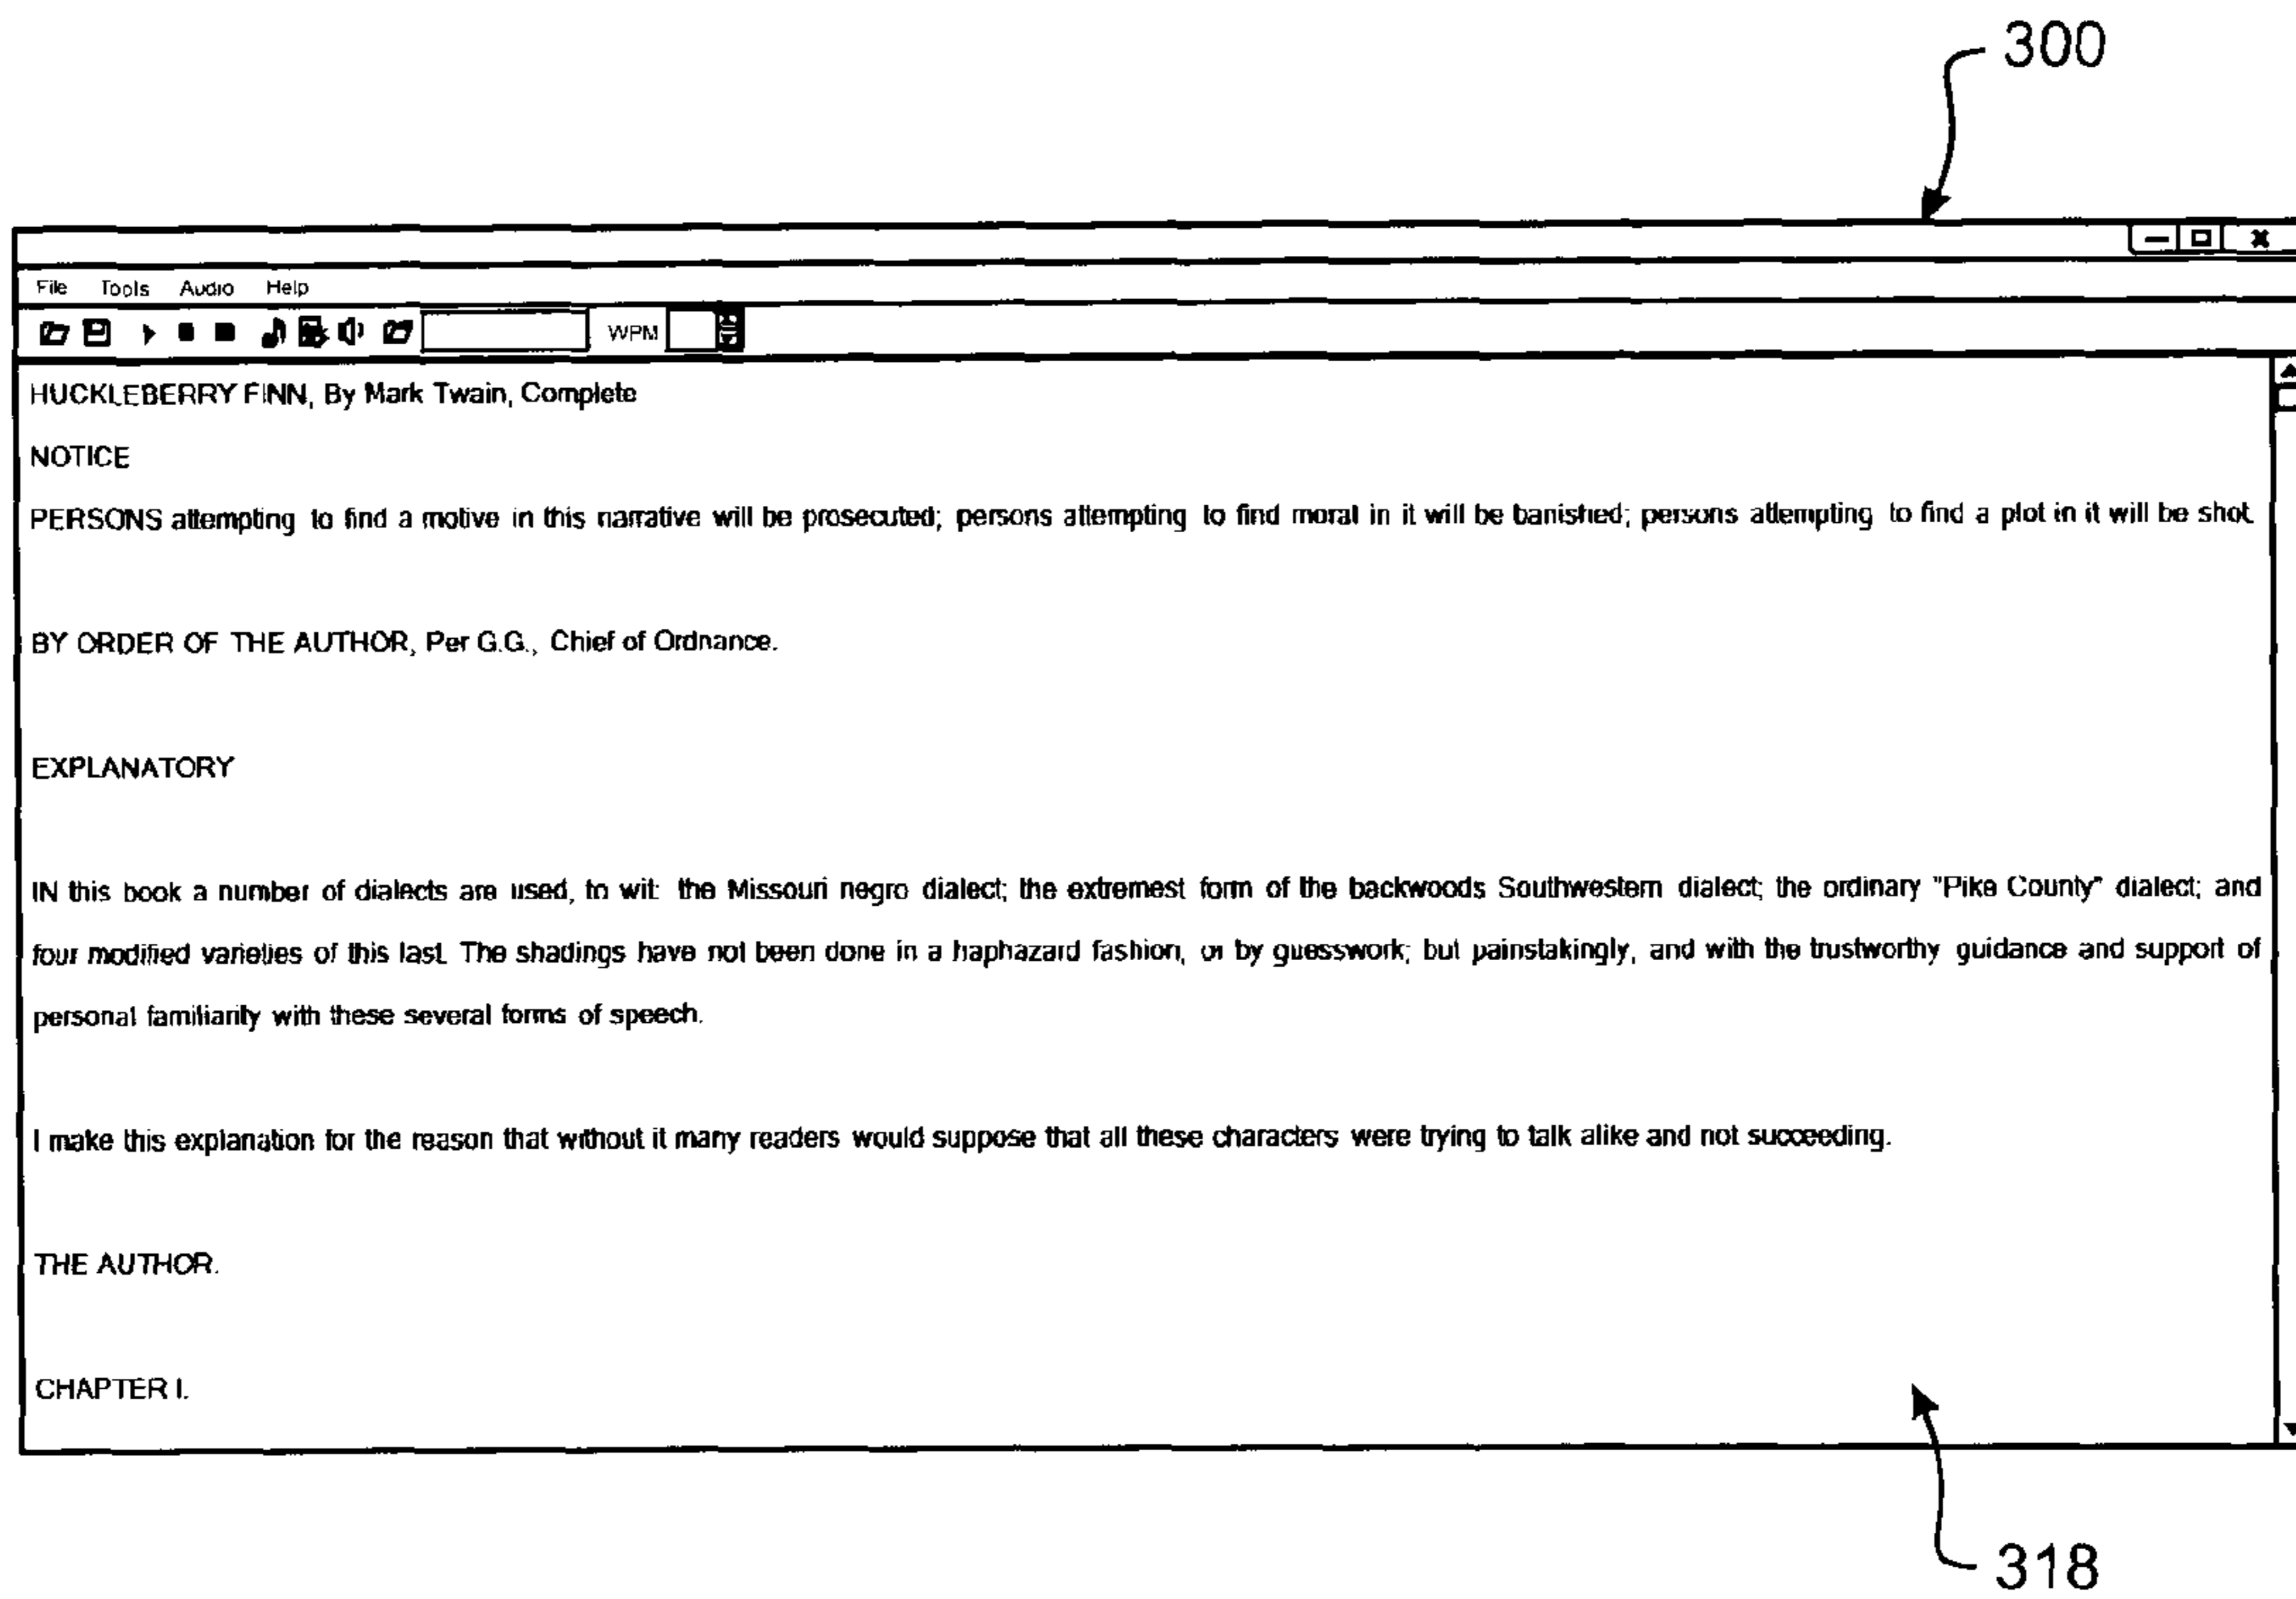 300
File Tools Audio Help
WPM
HUCKLEBERRY FINN, By Mark Twain, Complete
NOTICE
PERSONS attempting to find a motive in this narrative will be prosecuted; persons attempting to find moral in it will be banished; persons attempting to find a plot in it will be shot.
BY ORDER OF THE AUTHOR, Per G.G., Chief of Ordnance.
EXPLANATORY
IN this book a number of dialects are used, to wit: the Missouri negro dialect; the extremest form of the backwoods Southwestern dialect; the ordinary "Pike County" dialect; and
four modified varieties of this last. The shadings have not been done in a haphazard fashion, or by guesswork; but painstakingly, and with the trustworthy guidance and support of
personal familiarity with these several forms of speech.
I make this explanation for the reason that without it many readers would suppose that all these characters were trying to talk alike and not succeeding.
THE AUTHOR.
CHAPTER I.
318